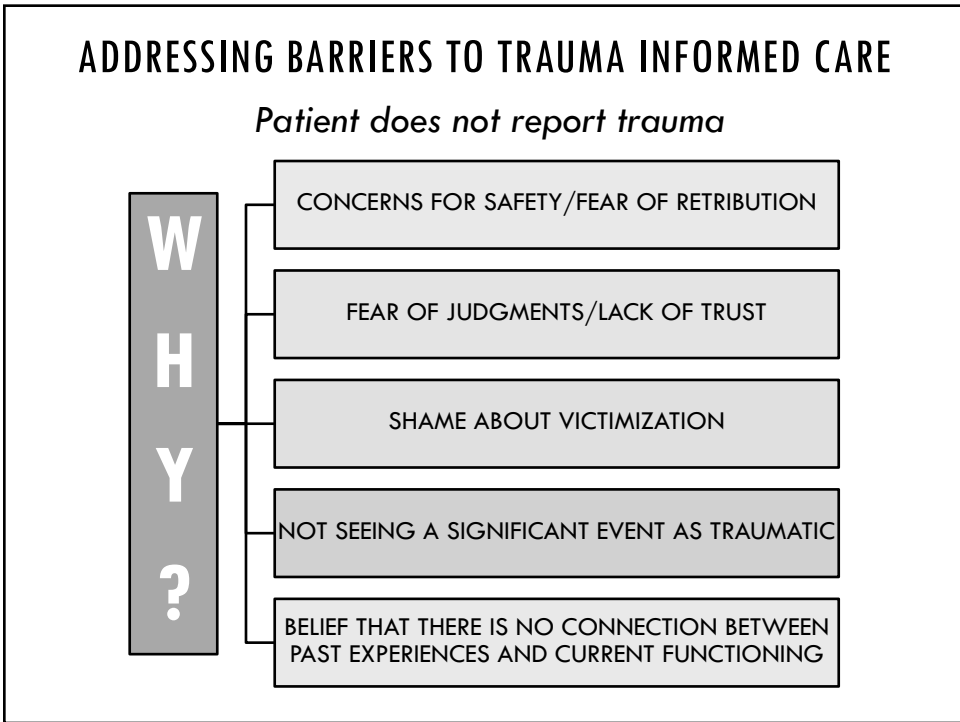 ADDRESSING BARRIERS TO TRAUMA INFORMED CARE
Patient does not report trauma
W
H
Y
?
CONCERNS FOR SAFETY/FEAR OF RETRIBUTION
FEAR OF JUDGMENTS/LACK OF TRUST
SHAME ABOUT VICTIMIZATION
NOT SEEING A SIGNIFICANT EVENT AS TRAUMATIC
BELIEF THAT THERE IS NO CONNECTION BETWEEN
PAST EXPERIENCES AND CURRENT FUNCTIONING